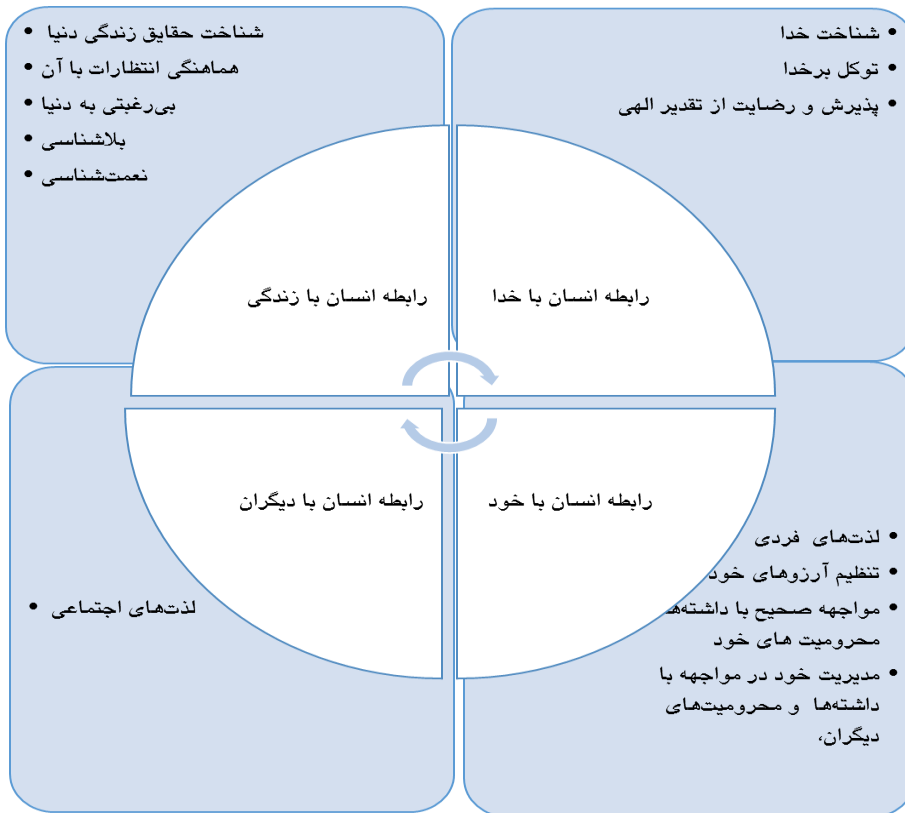 شناخت خدا
توکل برخدا
پذیرش و رضایت از تقدیر الهی
شناخت حقایق زندگی دنیا
هماهنگی انتظارات با آن
بی‌رغبتی به دنیا
بلاشناسی
نعمت‌شناسی
رابطه انسان با خدا
رابطه انسان با زندگی
رابطه انسان با خود
رابطه انسان با دیگران
لذت‌های فردی
تنظیم آرزوهای خود
مواجهه صحیح با
محرومیت های خود
مدیریت خود در مواجهه با
داشته‌ها و محرومیت‌های
دیگران،
لذت‌های اجتماعی